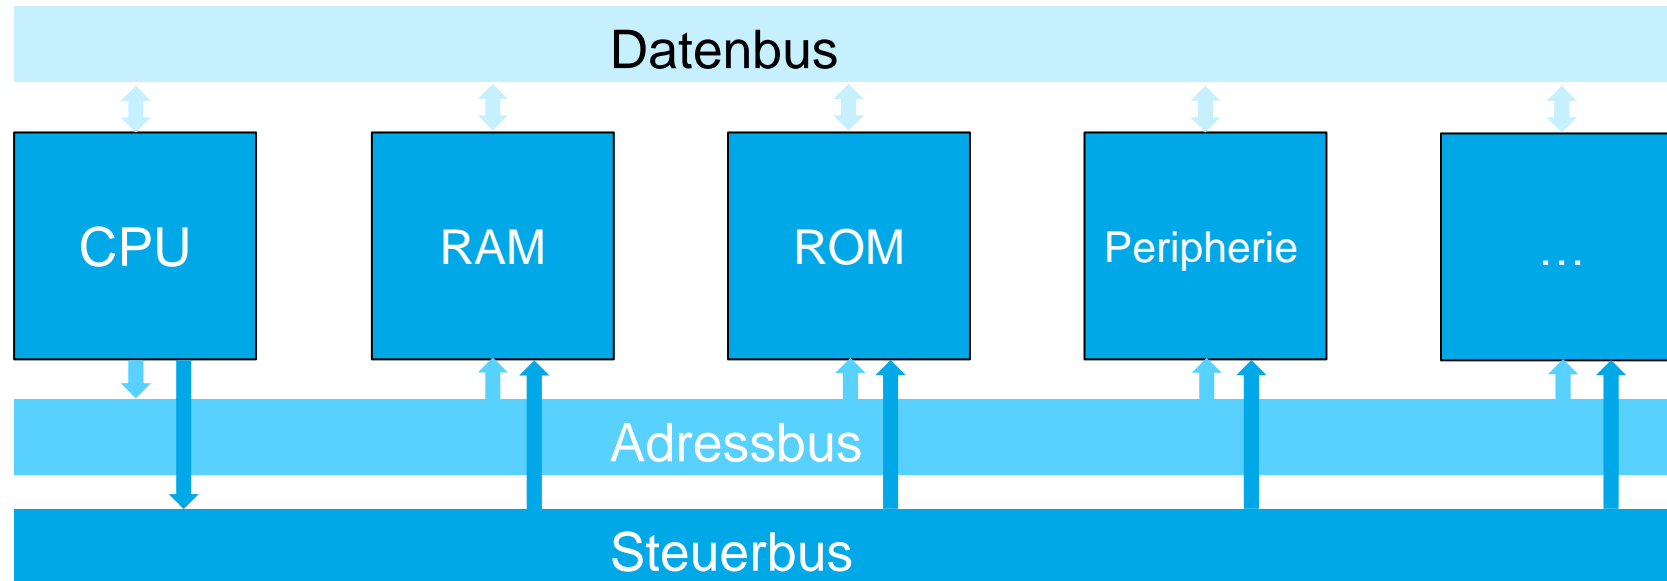 Datenbus
CPU
RAM
ROM
Peripherie
…
Adressbus
Steuerbus